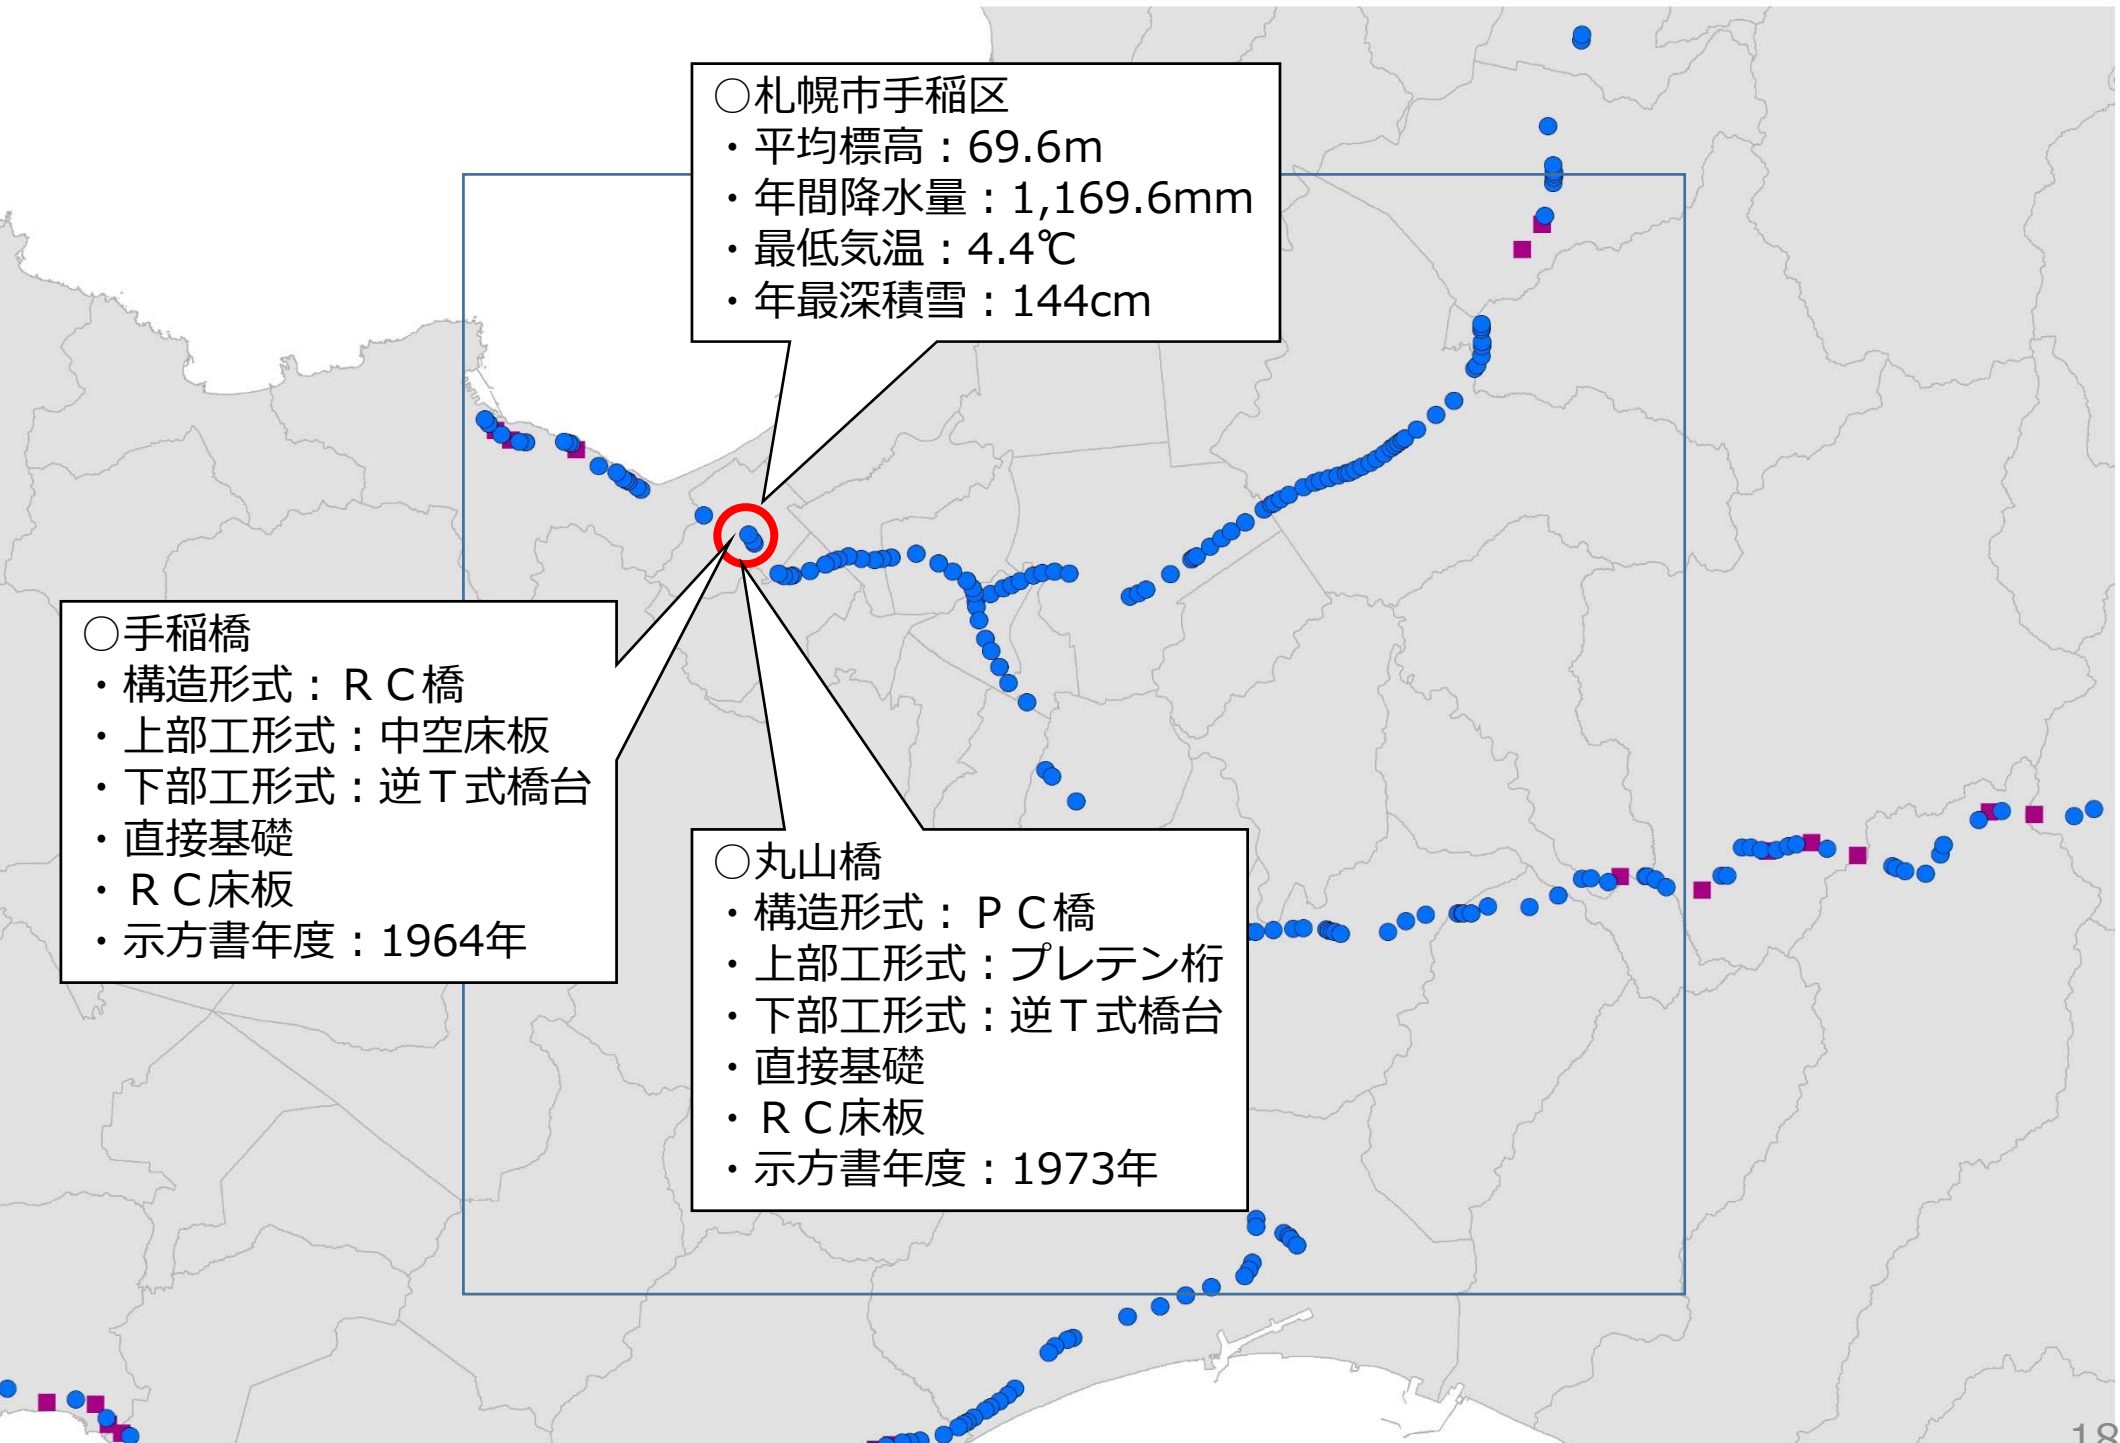 ○札幌市手稲区
・平均標高：69.6m
・年間降水量：1,169.6mm
・最低気温：4.4℃
・年最深積雪：144cm
○手稲橋
・構造形式：ＲＣ橋
・上部工形式：中空床板
・下部工形式：逆Ｔ式橋台
・直接基礎
・ＲＣ床板
・示方書年度：1964年
○丸山橋
・構造形式：ＰＣ橋
・上部工形式：プレテン桁
・下部工形式：逆Ｔ式橋台
・直接基礎
・ＲＣ床板
・示方書年度：1973年
18